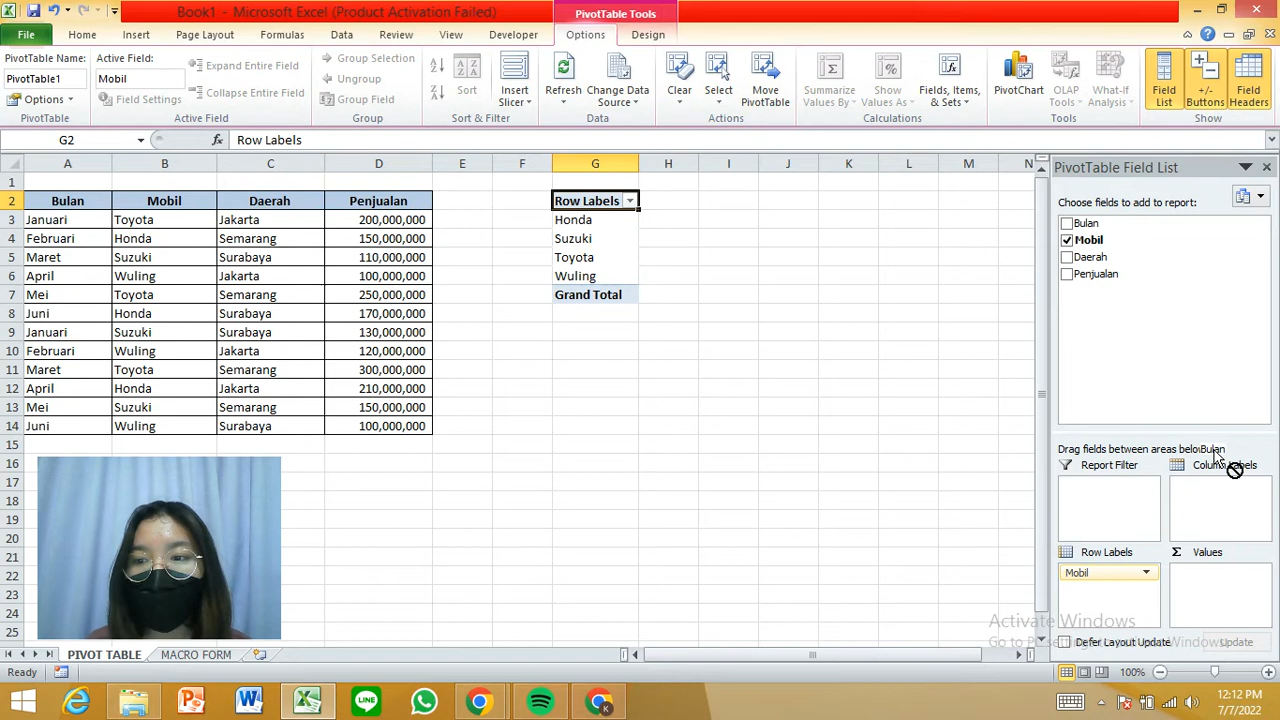 Book1 - Microsoft Excel (Product Activation Failed)
PivotTable Tools
File Home Insert Page Layout Formulas Data Review View Developer Options Design
PivotTable Name:
PivotTable1
Options
PivotTable
Active Field:
Mobil
Field Settings
Expand Entire Field
Collapse Entire Field
Active Field
Group Selection
Ungroup
Group Field
Group
Sort
Insert Slicer
Sort & Filter
Refresh
Change Data Source
Data
Clear
Select
Move PivotTable
Actions
Summarize Values By
Show Values As
Fields, Items, & Sets
Calculations
PivotChart
OLAP Tools
What-If Analysis
Tools
Field List
+/- Buttons
Field Headers
Show
G2 fx Row Labels
A B C D E F G H I J K L M N
1
2 Bulan Mobil Daerah Penjualan Row Labels
3 Januari Toyota Jakarta 200,000,000 Honda
4 Februari Honda Semarang 150,000,000 Suzuki
5 Maret Suzuki Surabaya 110,000,000 Toyota
6 April Wuling Jakarta 100,000,000 Wuling
7 Mei Toyota Semarang 250,000,000 Grand Total
8 Juni Honda Surabaya 170,000,000
9 Januari Suzuki Surabaya 130,000,000
10 Februari Wuling Jakarta 120,000,000
11 Maret Toyota Semarang 300,000,000
12 April Honda Jakarta 210,000,000
13 Mei Suzuki Semarang 150,000,000
14 Juni Wuling Surabaya 100,000,000
15
16
17
18
19
20
21
22
23
24
25
PivotTable Field List
Choose fields to add to report:
Bulan
Mobil
Daerah
Penjualan
Drag fields between areas below
Bulan
Report Filter
Column Labels
Row Labels
Σ Values
Mobil
Activate Windows
Go to PC settings to activate Windows.
Defer Layout Update
Update
PIVOT TABLE MACRO FORM
Ready
100%
12:12 PM
7/7/2022